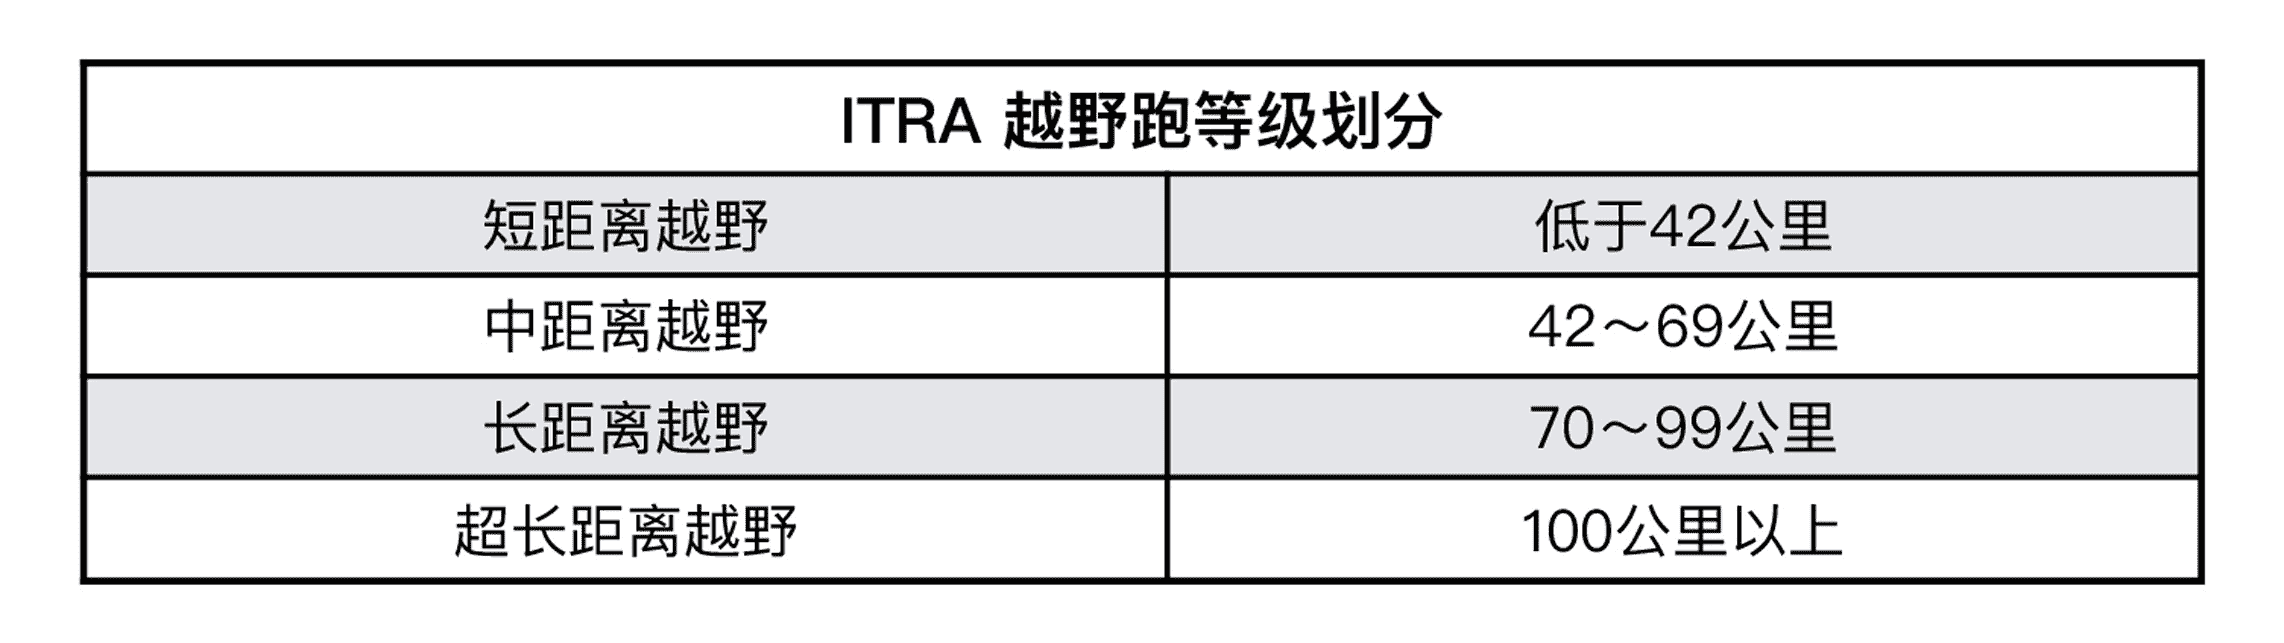 ITRA 越野跑等级划分
短距离越野 低于42公里
中距离越野 42～69公里
长距离越野 70～99公里
超长距离越野 100公里以上